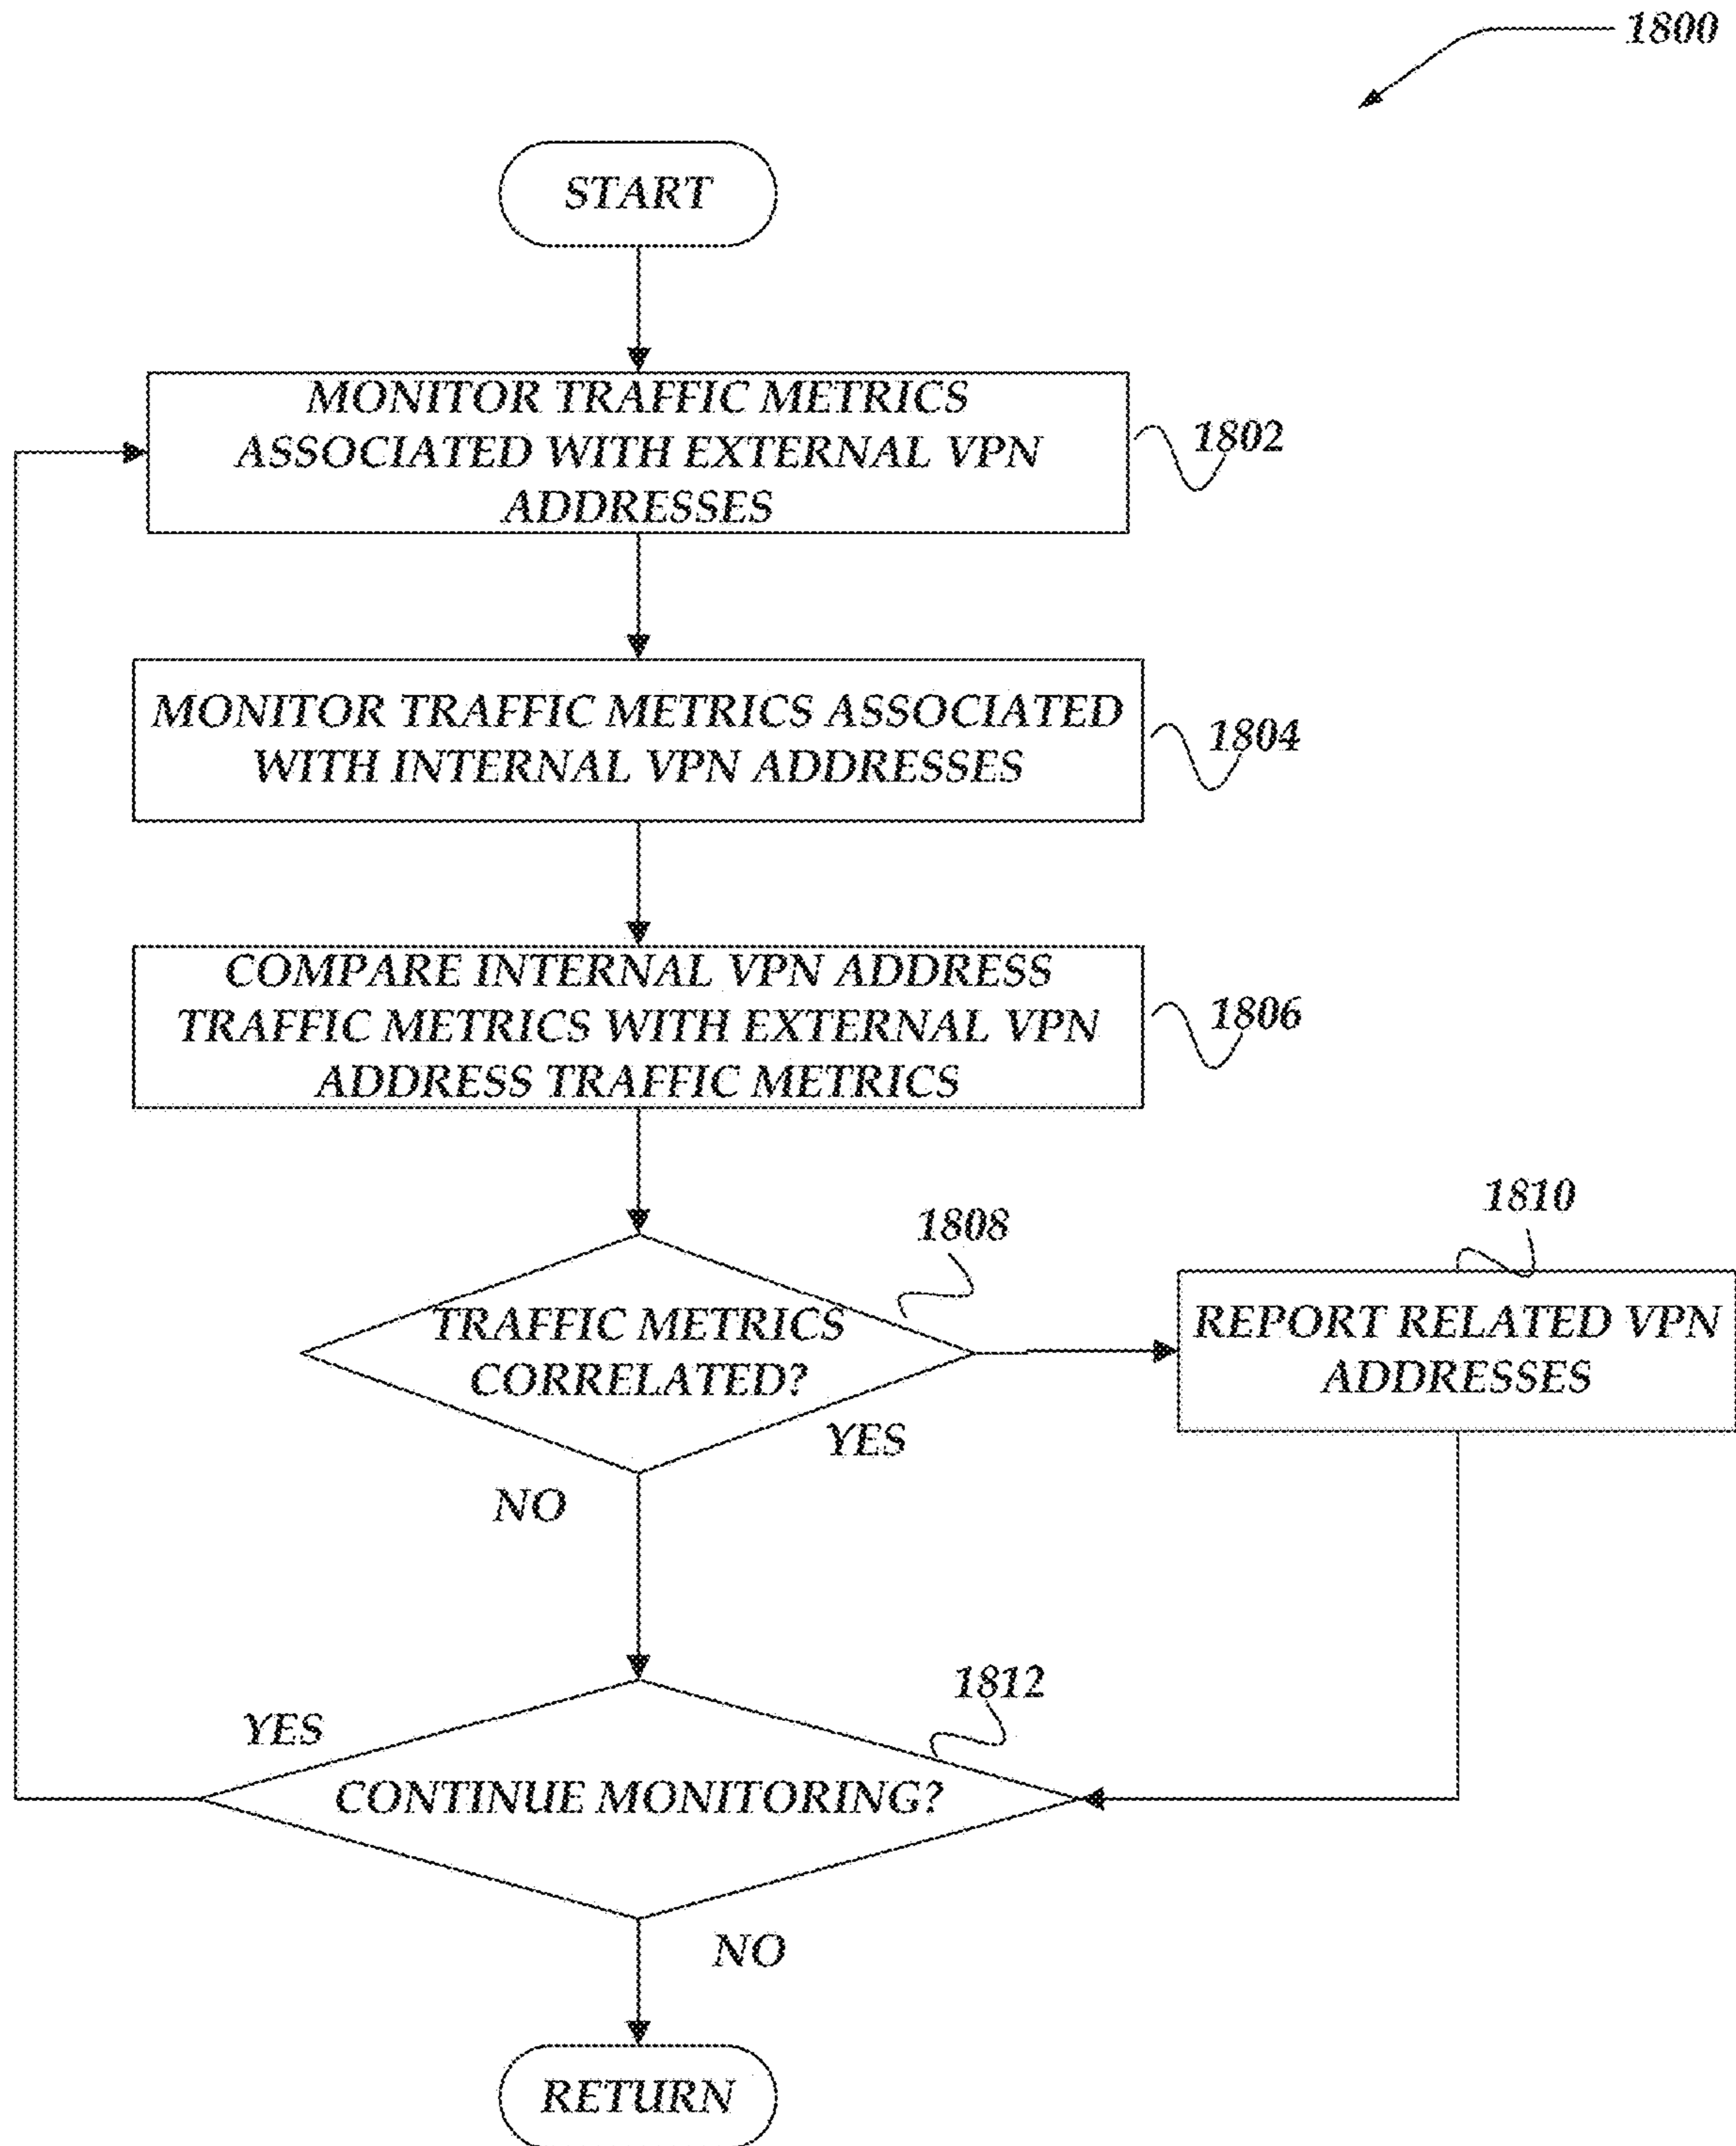 1800
START
MONITOR TRAFFIC METRICS
ASSOCIATED WITH EXTERNAL VPN
ADDRESSES
1802
MONITOR TRAFFIC METRICS ASSOCIATED
WITH INTERNAL VPN ADDRESSES
1804
COMPARE INTERNAL VPN ADDRESS
TRAFFIC METRICS WITH EXTERNAL VPN
ADDRESS TRAFFIC METRICS
1806
1808
TRAFFIC METRICS
CORRELATED?
YES
NO
1810
REPORT RELATED VPN
ADDRESSES
1812
YES
CONTINUE MONITORING?
NO
RETURN